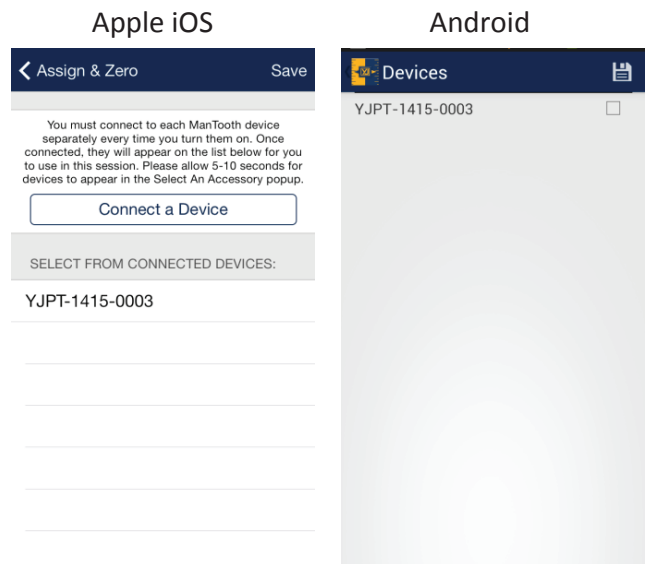 Apple iOS
Android
Assign & Zero
Save
You must connect to each ManTooth device
separately every time you turn them on. Once
connected, they will appear on the list below for you
to use in this session. Please allow 5-10 seconds for
devices to appear in the Select An Accessory popup.
Connect a Device
SELECT FROM CONNECTED DEVICES:
YJPT-1415-0003
Devices
YJPT-1415-0003